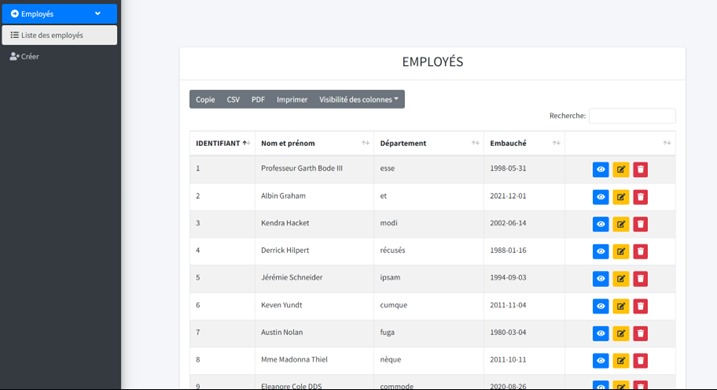 Employés
Liste des employés
Créer
EMPLOYÉS
Copie CSV PDF Imprimer Visibilité des colonnes
Recherche:
IDENTIFIANT Nom et prénom Département Embauché
1 Professeur Garth Bode III esse 1998-05-31
2 Albin Graham et 2021-12-01
3 Kendra Hacket modi 2002-06-14
4 Derrick Hilpert récusés 1988-01-16
5 Jérémie Schneider ipsam 1994-09-03
6 Keven Yundt cumque 2011-11-04
7 Austin Nolan fuga 1980-03-04
8 Mme Madonna Thiel nèque 2011-10-11
9 Eleanore Cole DDS commode 2020-08-26